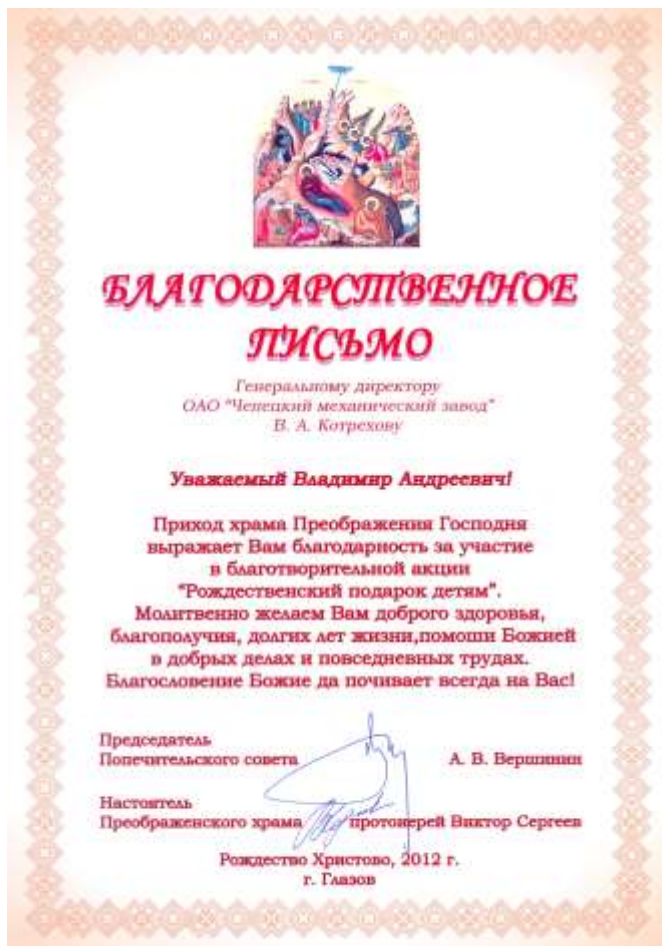 БЛАГОДАРСТВЕННОЕ
ПИСЬМО
Генеральному директору
ОАО "Чепецкий механический завод"
В. А. Котрехову
Уважаемый Владимир Андреевич!
Приход храма Преображения Господня
выражает Вам благодарность за участие
в благотворительной акции
"Рождественский подарок детям".
Молитвенно желаем Вам доброго здоровья,
благополучия, долгих лет жизни,помощи Божией
в добрых делах и повседневных трудах.
Благословение Божие да почивает всегда на Вас!
Председатель
Попечительского совета А. В. Вершинин
Настоятель
Преображенского храма протоиерей Виктор Сергеев
Рождество Христово, 2012 г.
г. Глазов